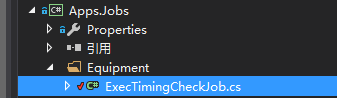 Apps.Jobs
Properties
引用
Equipment
ExecTimingCheckJob.cs